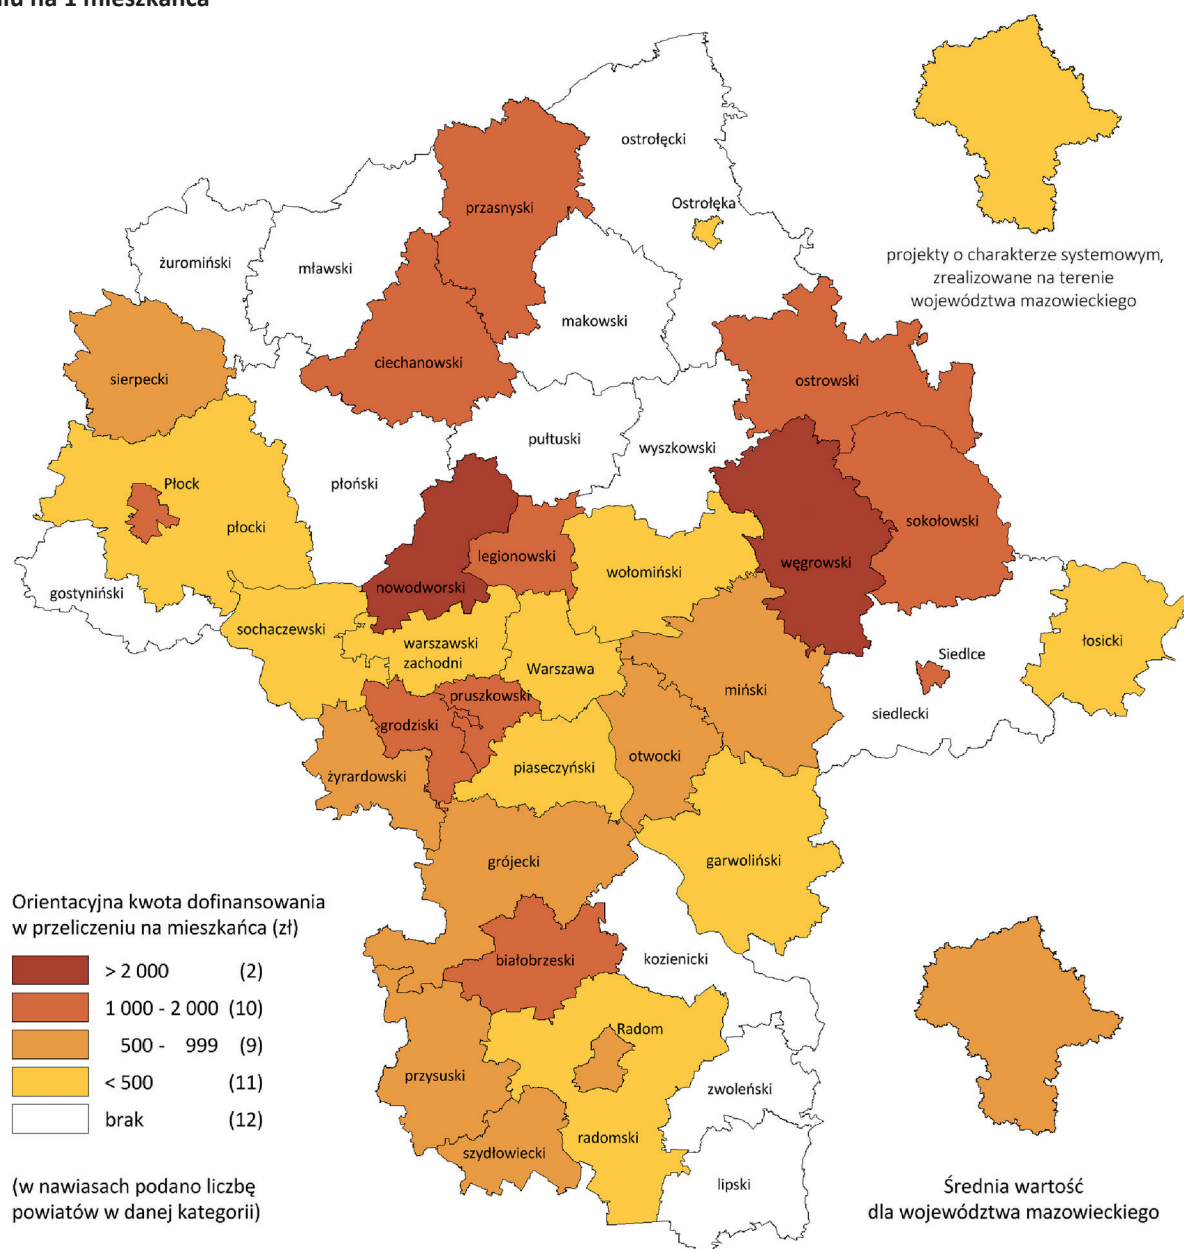 iu na 1 mieszkańca
ostrołęcki
przasnyski
Ostrołęka
żuromiński
mławski
projekty o charakterze systemowym,
zrealizowane na terenie
województwa mazowieckiego
makowski
ciechanowski
sierpecki
ostrowski
pułtuski
wyszkowski
płoński
Płock
płocki
sokołowski
legionowski
węgrowski
wołomiński
nowodworski
gostyniński
sochaczewski
warszawski
zachodni
Warszawa
łosicki
Siedlce
miński
siedlecki
pruszkowski
grodziski
otwocki
piaseczyński
żyrardowski
grójecki
garwoliński
Orientacyjna kwota dofinansowania
w przeliczeniu na mieszkańca (zł)
> 2 000 (2)
1 000 - 2 000 (10)
500 - 999 (9)
< 500 (11)
brak (12)
(w nawiasach podano liczbę
powiatów w danej kategorii)
białobrzeski
kozienicki
Radom
przysuski
zwoleński
radomski
szydłowiecki
lipski
Średnia wartość
dla województwa mazowieckiego